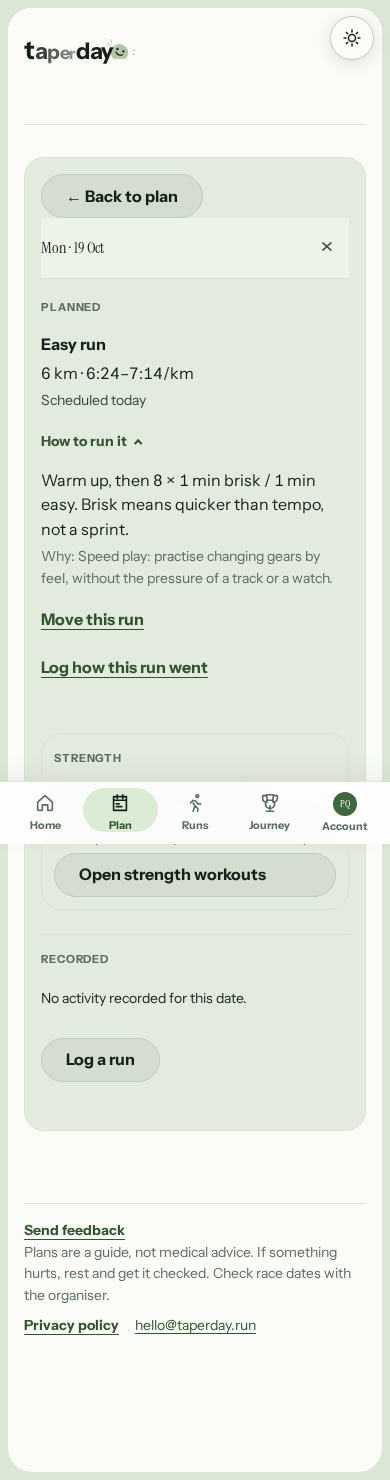 taperday
← Back to plan
Mon · 19 Oct
PLANNED
Easy run
6 km · 6:24–7:14/km
Scheduled today
How to run it
Warm up, then 8 × 1 min brisk / 1 min
easy. Brisk means quicker than tempo,
not a sprint.
Why: Speed play: practise changing gears by
feel, without the pressure of a track or a watch.
Move this run
Log how this run went
STRENGTH
Home
Plan
Runs
Journey
PQ
Account
Open strength workouts
RECORDED
No activity recorded for this date.
Log a run
Send feedback
Plans are a guide, not medical advice. If something
hurts, rest and get it checked. Check race dates with
the organiser.
Privacy policy
hello@taperday.run